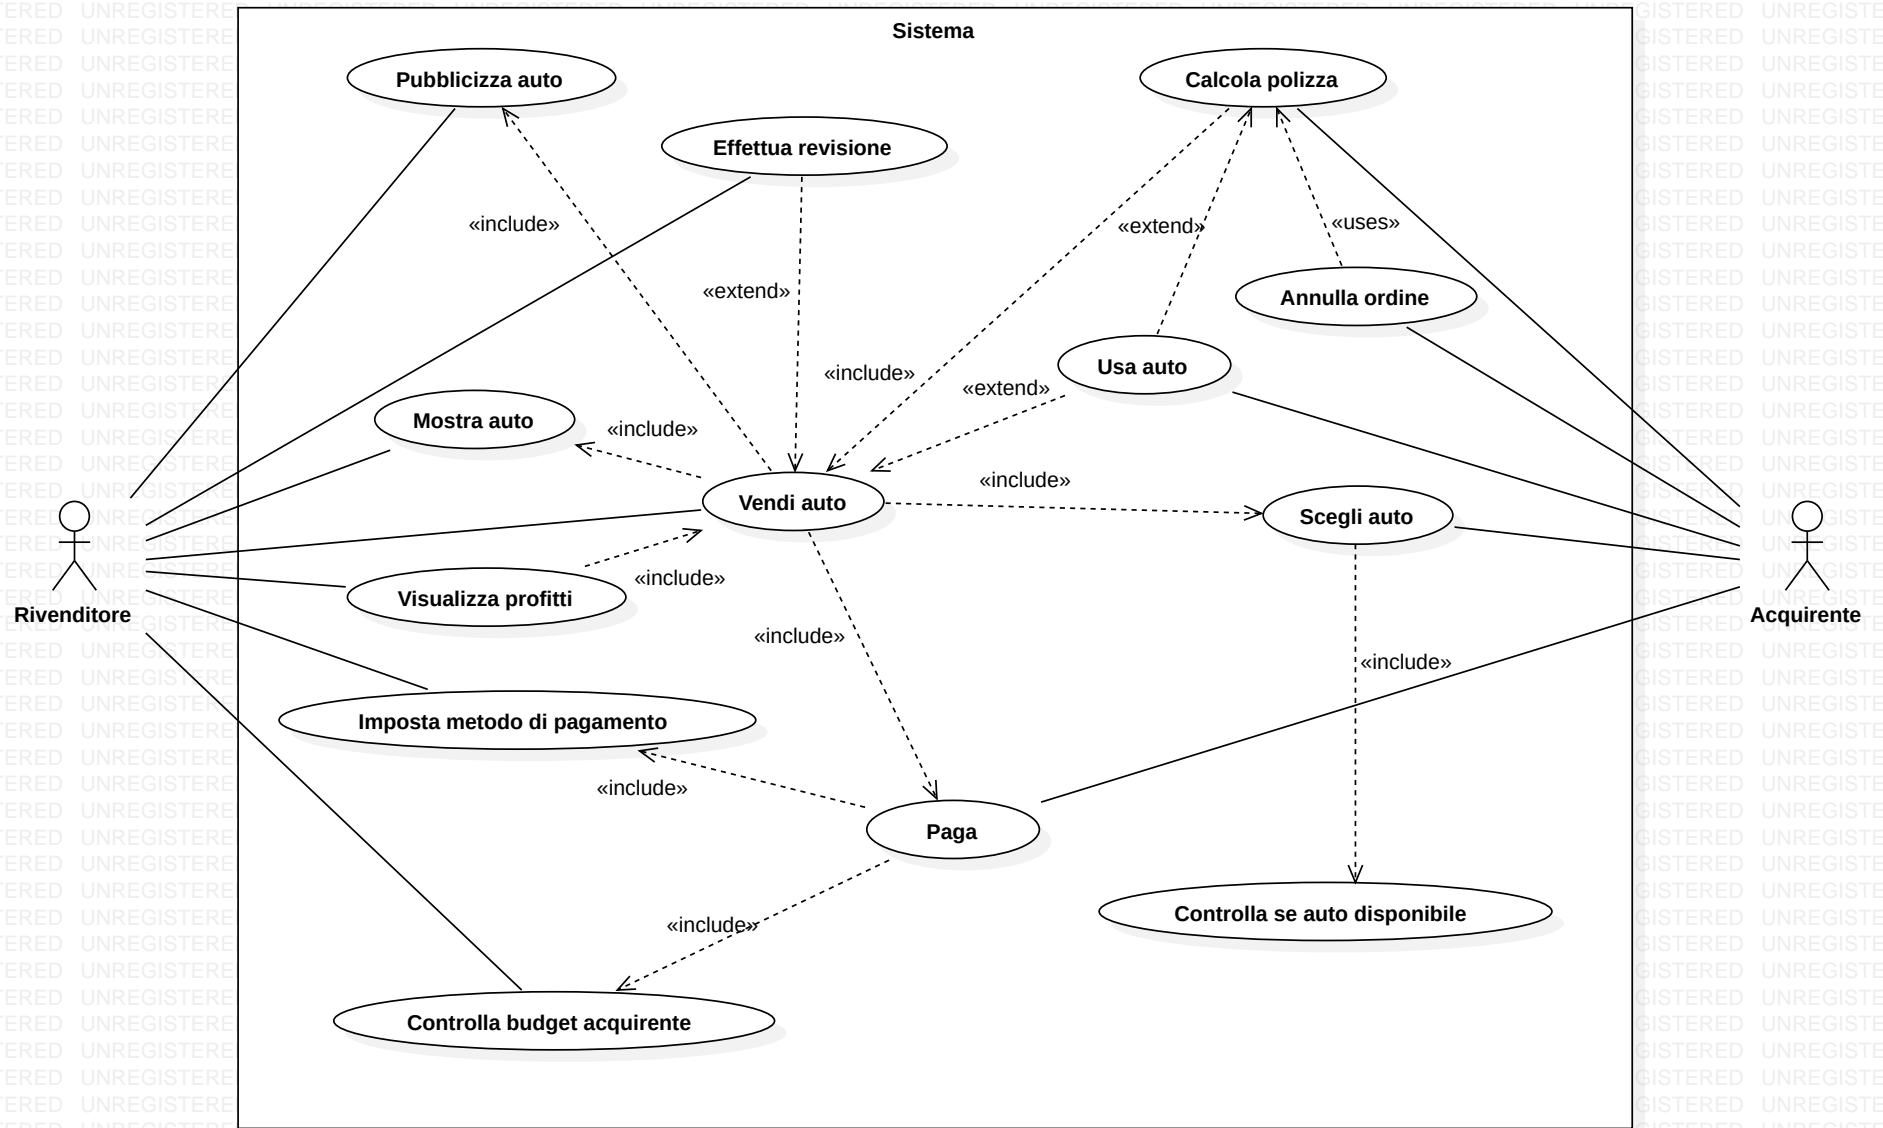 Sistema
Pubblicizza auto
Calcola polizza
Effettua revisione
«include»
«extend»
«uses»
«extend»
Annulla ordine
Usa auto
«include»
«extend»
Mostra auto
«include»
«include»
Vendi auto
Scegli auto
«include»
Visualizza profitti
Rivenditore
Acquirente
«include»
«include»
Imposta metodo di pagamento
«include»
Paga
Controlla se auto disponibile
«include»
Controlla budget acquirente
UNREGISTERED